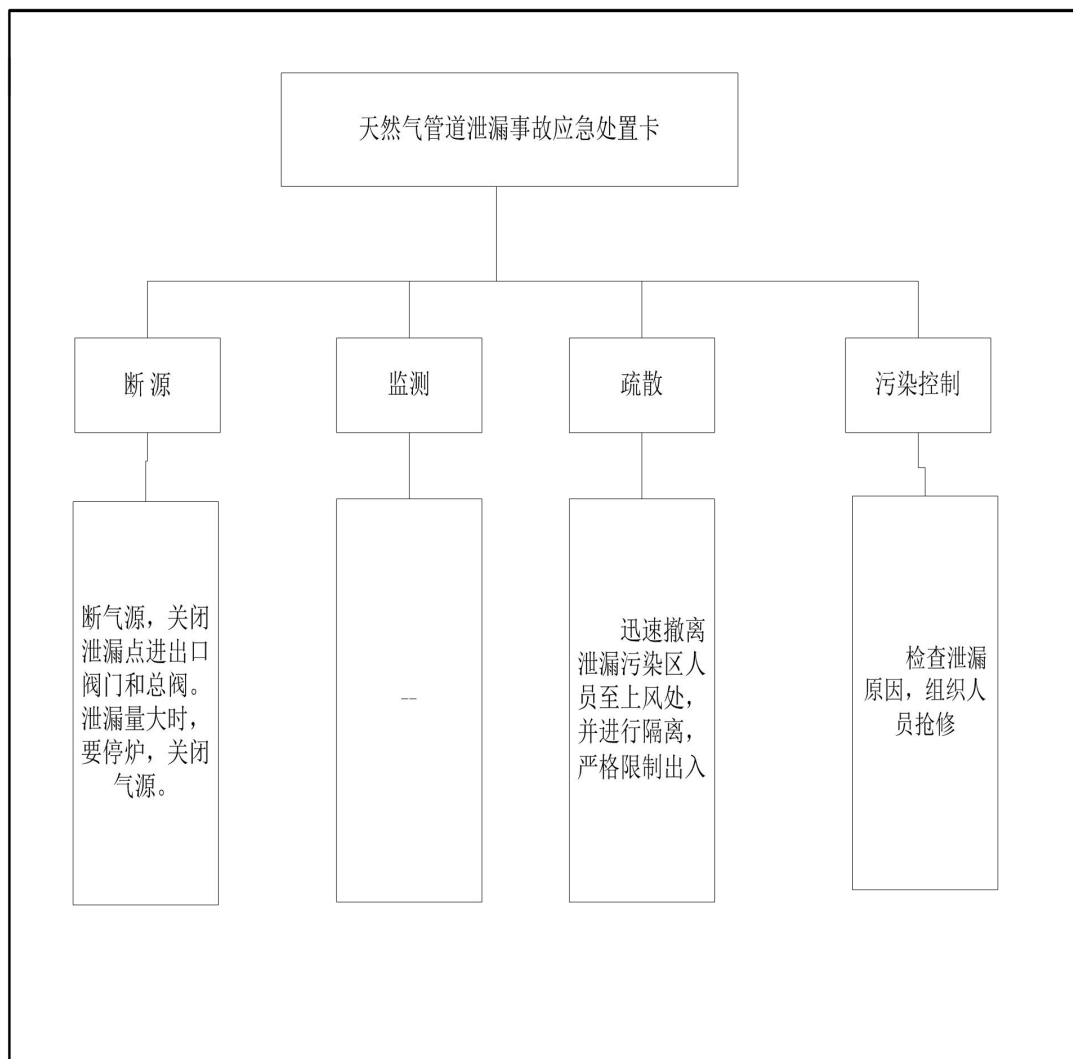 天然气管道泄漏事故应急处置卡
断 源
监测
疏散
污染控制
断气源，关闭
泄漏点进出口
阀门和总阀。
泄漏量大时，
要停炉，关闭
气源。
--
迅速撤离
泄漏污染区人
员至上风处，
并进行隔离，
严格限制出入
检查泄漏
原因，组织人
员抢修